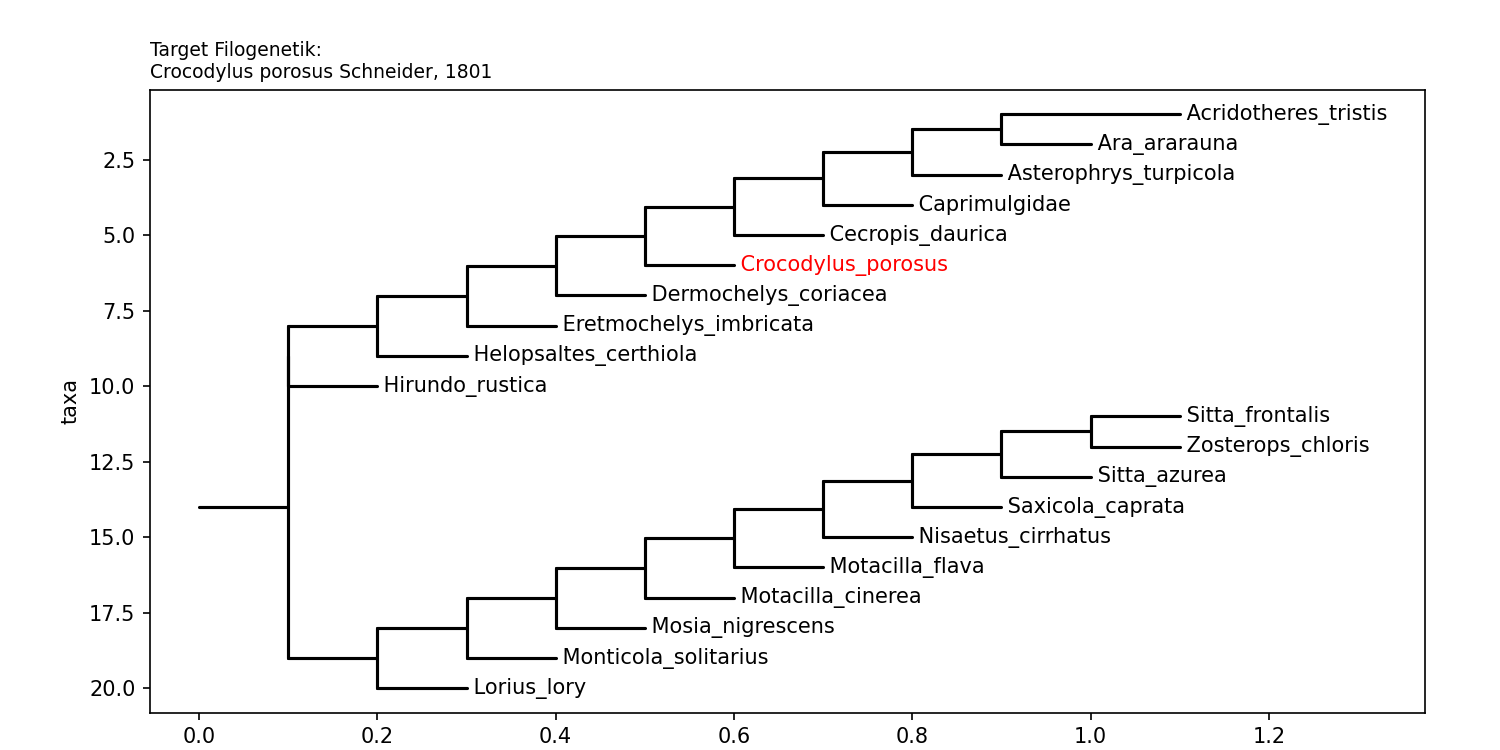 Target Filogenetik:
Crocodylus porosus Schneider, 1801
Acridotheres_tristis
Ara_ararauna
2.5
Asterophrys_turpicola
Caprimulgidae
5.0
Cecropis_daurica
Crocodylus_porosus
Dermochelys_coriacea
7.5
Eretmochelys_imbricata
Helopsaltes_certhiola
10.0
Hirundo_rustica
taxa
Sitta_frontalis
Zosterops_chloris
12.5
Sitta_azurea
Saxicola_caprata
15.0
Nisaetus_cirrhatus
Motacilla_flava
Motacilla_cinerea
17.5
Mosia_nigrescens
Monticola_solitarius
20.0
Lorius_lory
0.0 0.2 0.4 0.6 0.8 1.0 1.2